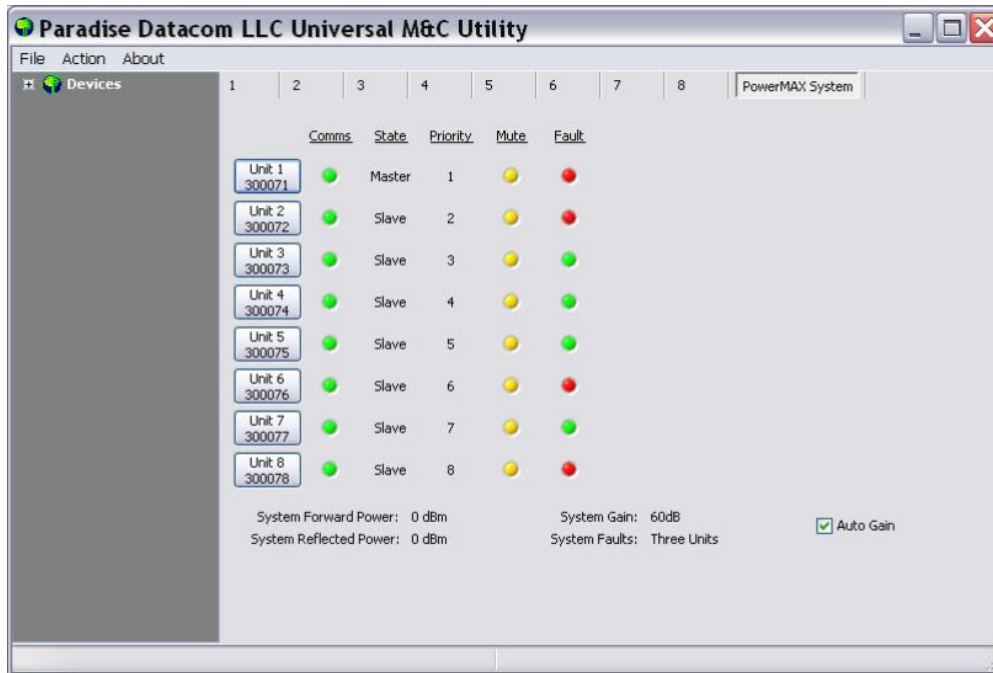 Paradise Datacom LLC Universal M&C Utility
File Action About
Devices
1 2 3 4 5 6 7 8 PowerMAX System
Comms State Priority Mute Fault
Unit 1
300071 Master 1
Unit 2
300072 Slave 2
Unit 3
300073 Slave 3
Unit 4
300074 Slave 4
Unit 5
300075 Slave 5
Unit 6
300076 Slave 6
Unit 7
300077 Slave 7
Unit 8
300078 Slave 8
System Forward Power: 0 dBm System Gain: 60dB
Auto Gain
System Reflected Power: 0 dBm System Faults: Three Units